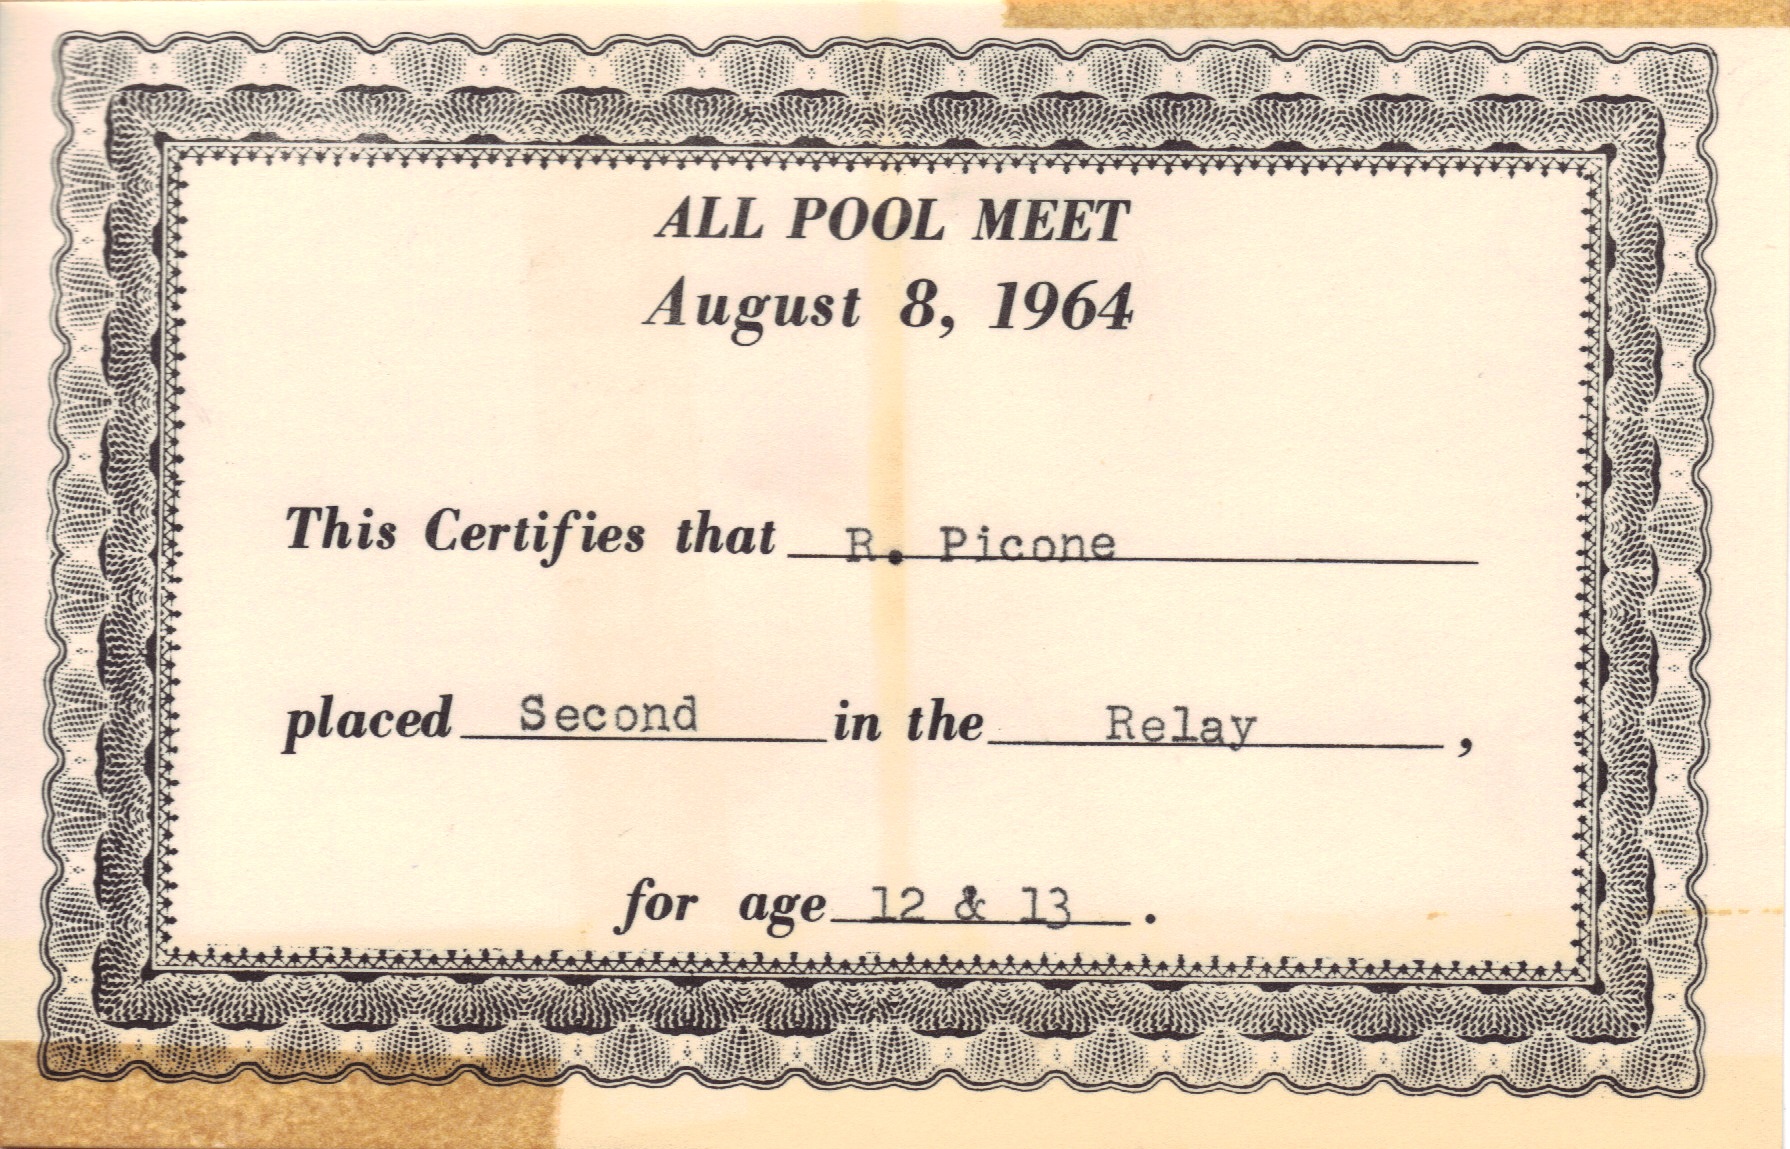 ALL POOL MEET
August 8, 1964
This Certifies that R. Picone
placed Second in the Relay,
for age 12 & 13.